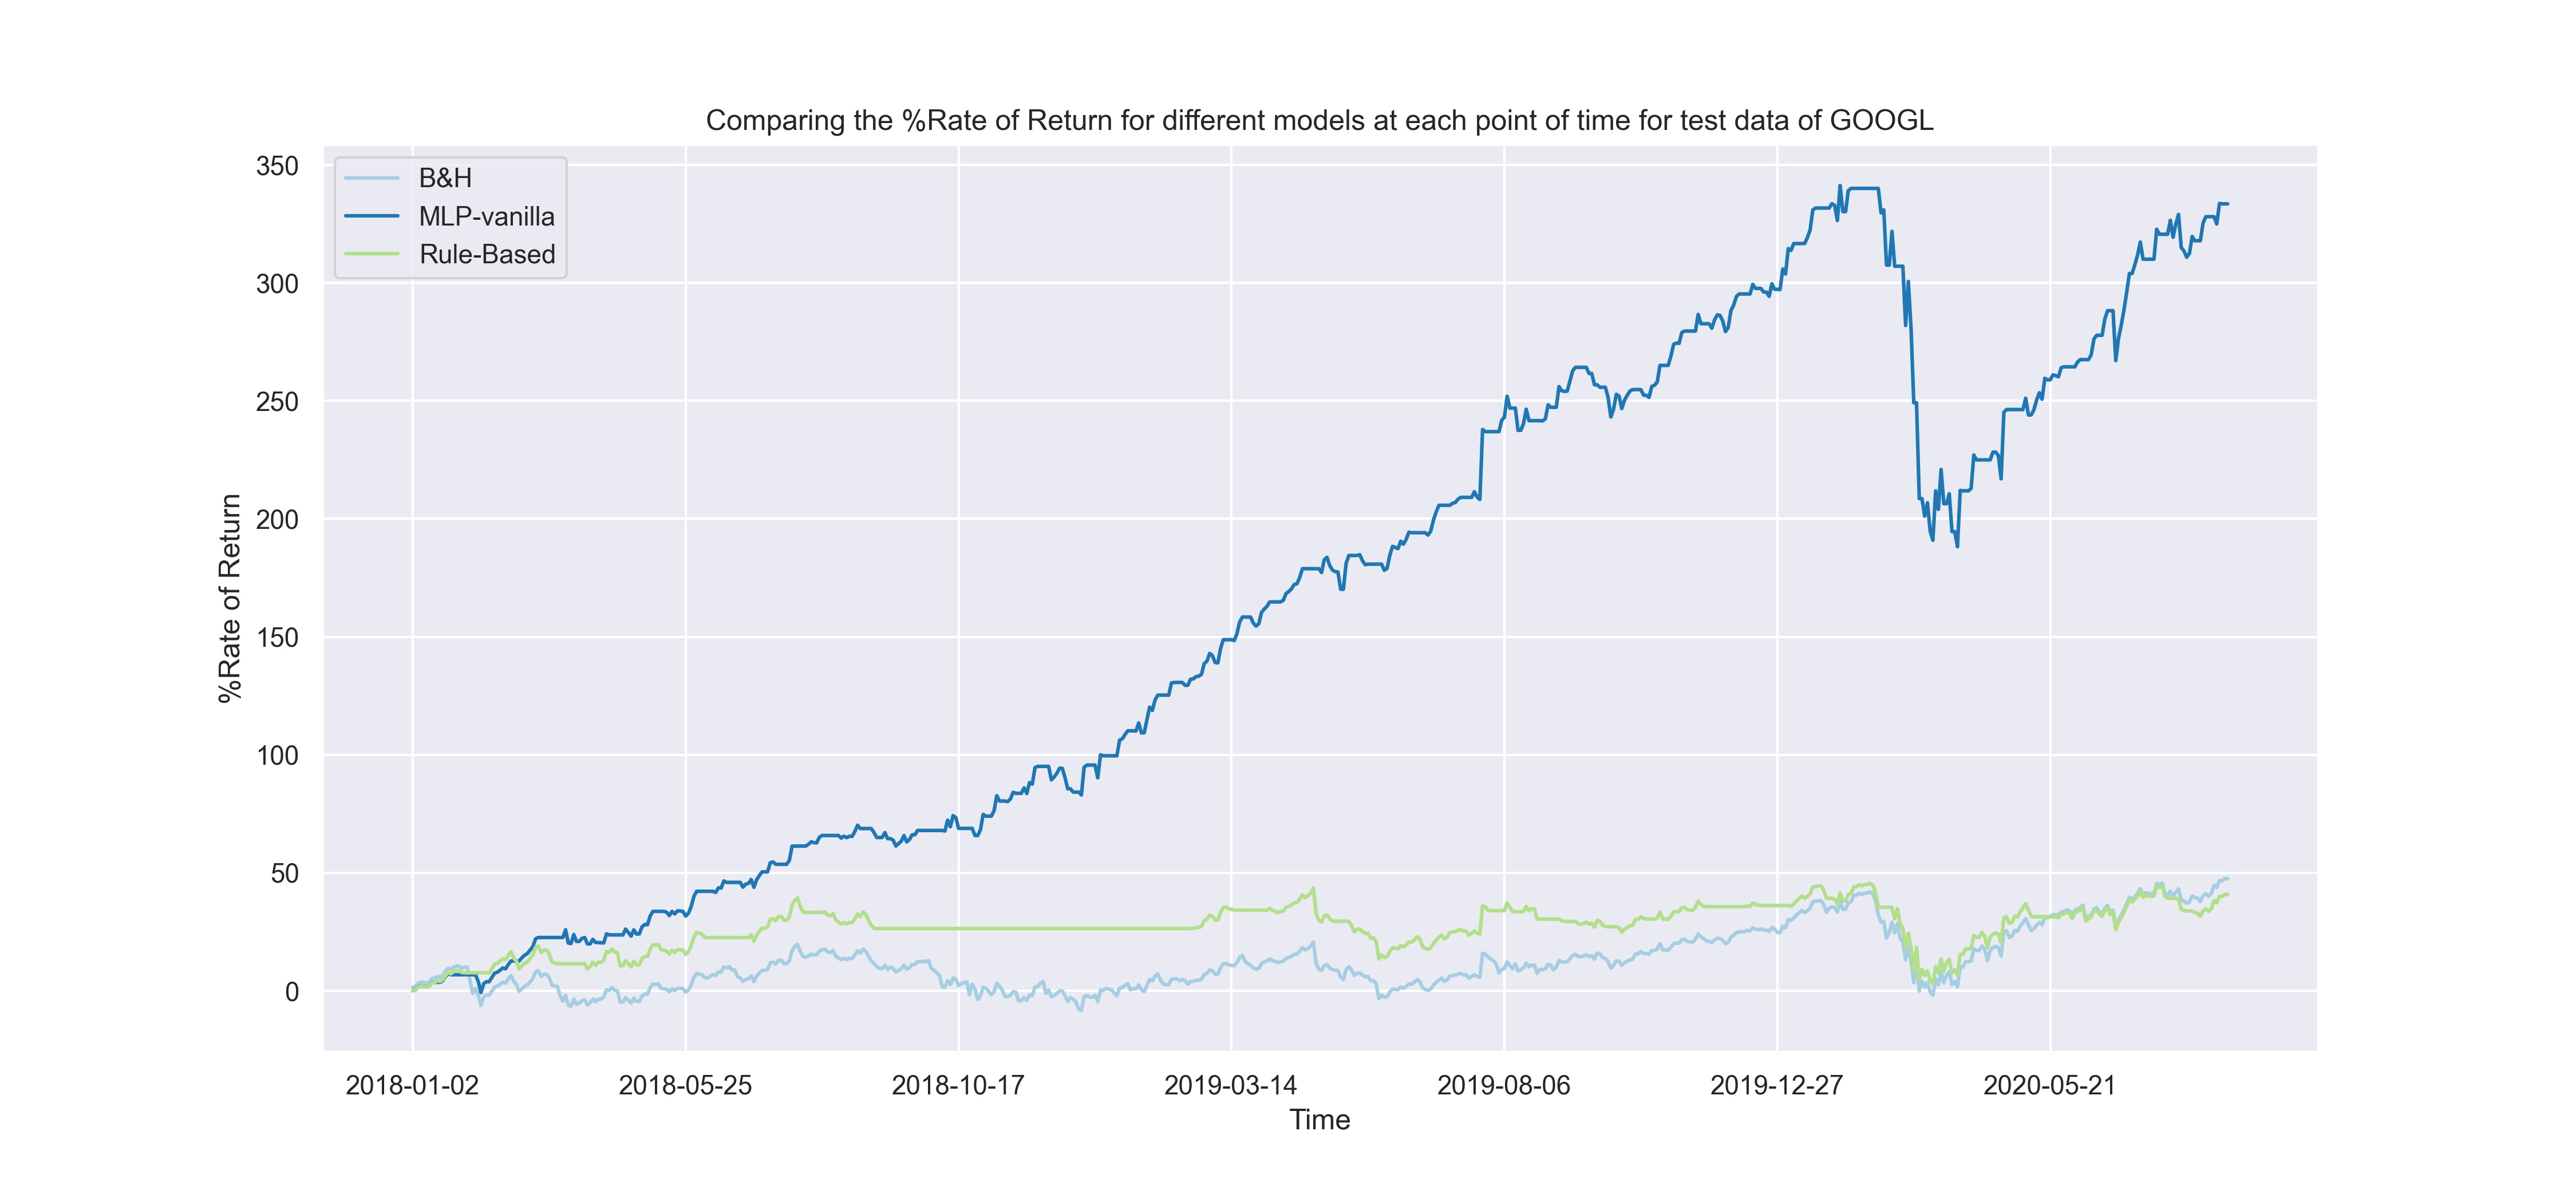 Comparing the %Rate of Return for different models at each point of time for test data of GOOGL
B&H
MLP-vanilla
Rule-Based
350
300
250
200
150
100
50
0
%Rate of Return
2018-01-02
2018-05-25
2018-10-17
2019-03-14
2019-08-06
2019-12-27
2020-05-21
Time